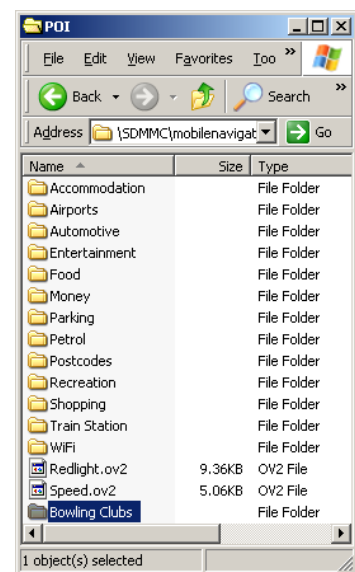 POI
File Edit View Favorites Too »
Back Search »
Address \SDMMC\mobilenavigat Go
Name Size Type
Accommodation File Folder
Airports File Folder
Automotive File Folder
Entertainment File Folder
Food File Folder
Money File Folder
Parking File Folder
Petrol File Folder
Postcodes File Folder
Recreation File Folder
Shopping File Folder
Train Station File Folder
WiFi File Folder
Redlight.ov2 9.36KB OV2 File
Speed.ov2 5.06KB OV2 File
Bowling Clubs File Folder
1 object(s) selected